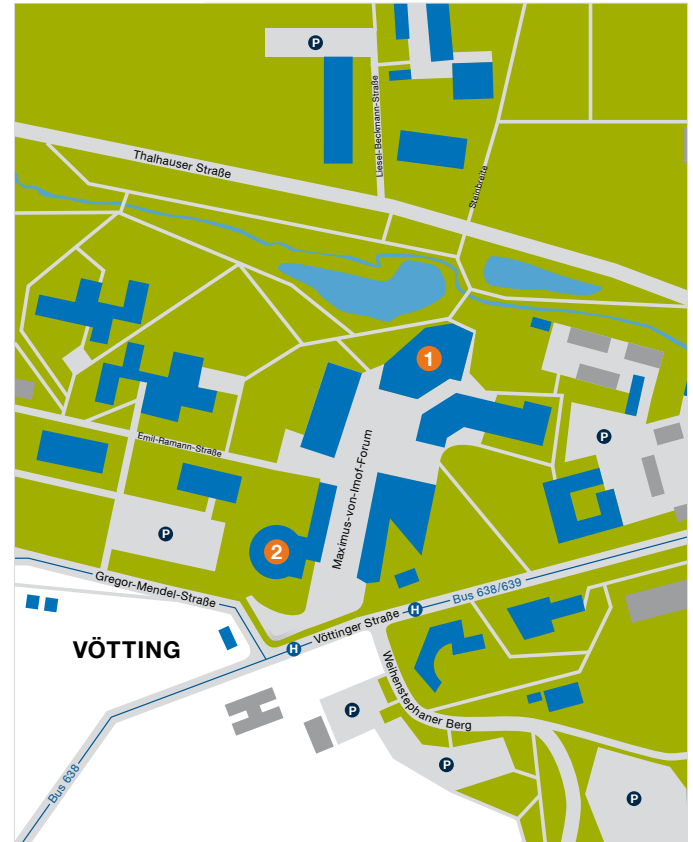 P
Liesel-Beckmann-Straße
Thalhauser Straße
Steinbreite
1
Emil-Ramann-Straße
Maximus-von-Imof-Forum
P
P
2
Gregor-Mendel-Straße
Bus 638/639
H
Vöttinger Straße
H
VÖTTING
Weihenstephaner Berg
P
P
Bus 638
P